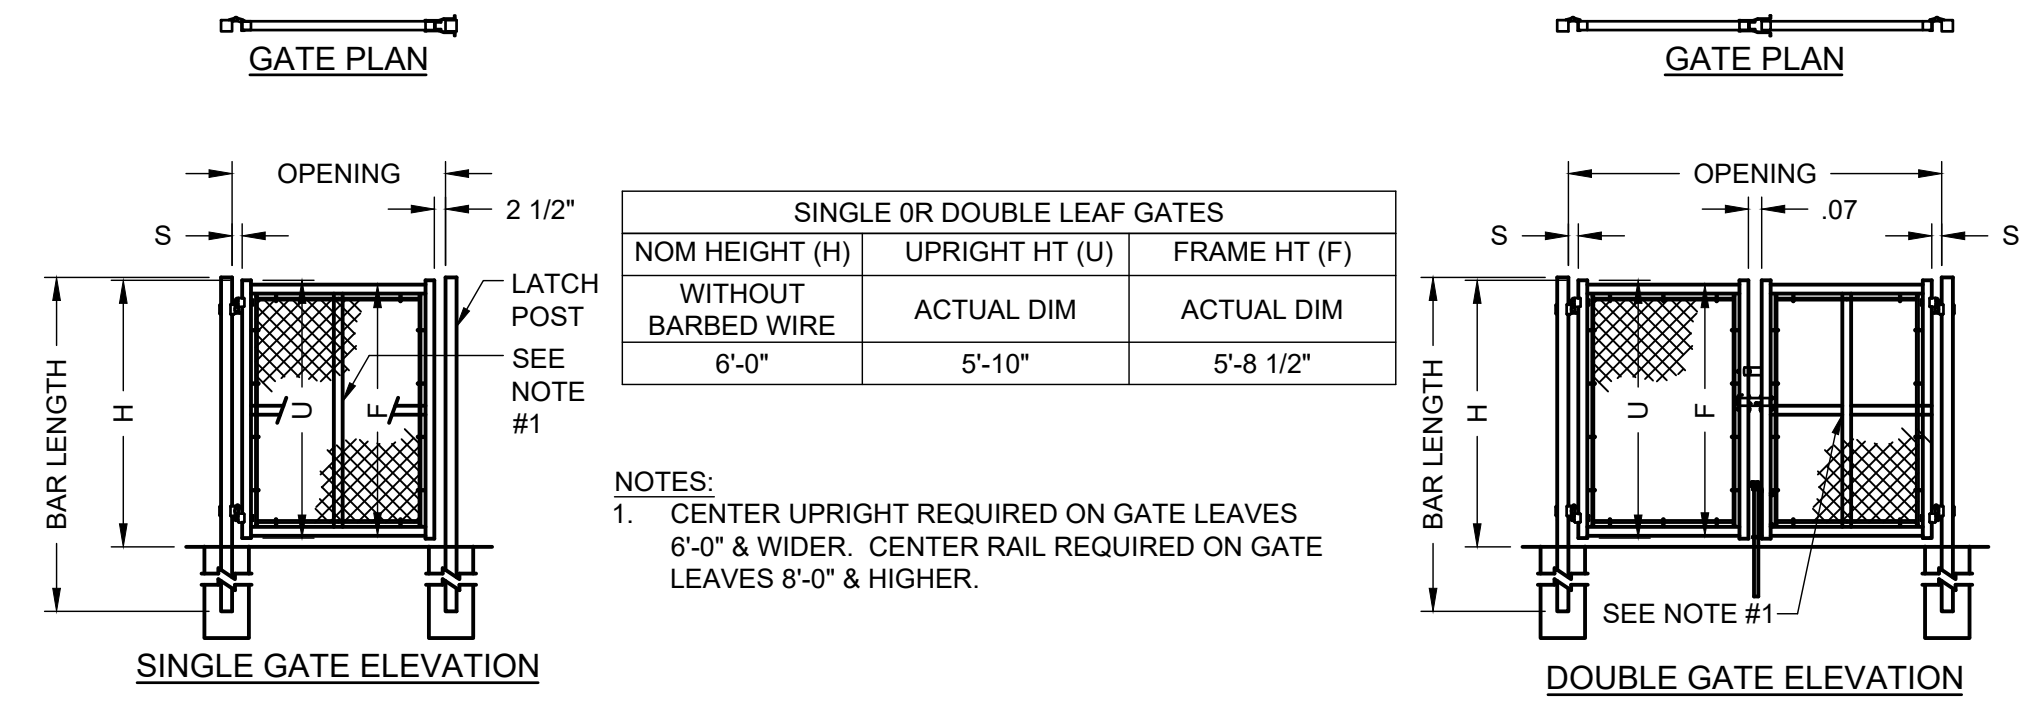 GATE PLAN
GATE PLAN
OPENING
2 1/2"
S
LATCH
POST
SEE
NOTE
#1
BAR LENGTH
H
U
F
SINGLE GATE ELEVATION
SINGLE 0R DOUBLE LEAF GATES
NOM HEIGHT (H) UPRIGHT HT (U) FRAME HT (F)
WITHOUT
BARBED WIRE
ACTUAL DIM ACTUAL DIM
6'-0" 5'-10" 5'-8 1/2"
NOTES:
1. CENTER UPRIGHT REQUIRED ON GATE LEAVES
6'-0" & WIDER. CENTER RAIL REQUIRED ON GATE
LEAVES 8'-0" & HIGHER.
OPENING
.07
S
S
BAR LENGTH
H
U
F
SEE NOTE #1
DOUBLE GATE ELEVATION